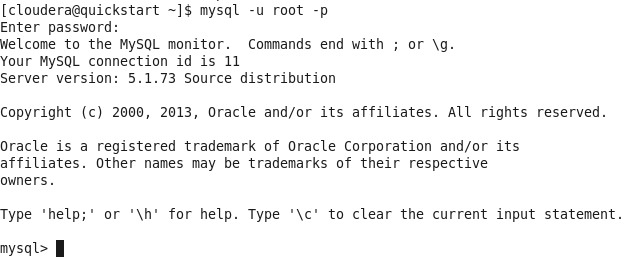 [cloudera@quickstart ~]$ mysql -u root -p
Enter password:
Welcome to the MySQL monitor.  Commands end with ; or \g.
Your MySQL connection id is 11
Server version: 5.1.73 Source distribution

Copyright (c) 2000, 2013, Oracle and/or its affiliates. All rights reserved.

Oracle is a registered trademark of Oracle Corporation and/or its
affiliates. Other names may be trademarks of their respective
owners.

Type 'help;' or '\h' for help. Type '\c' to clear the current input statement.

mysql>